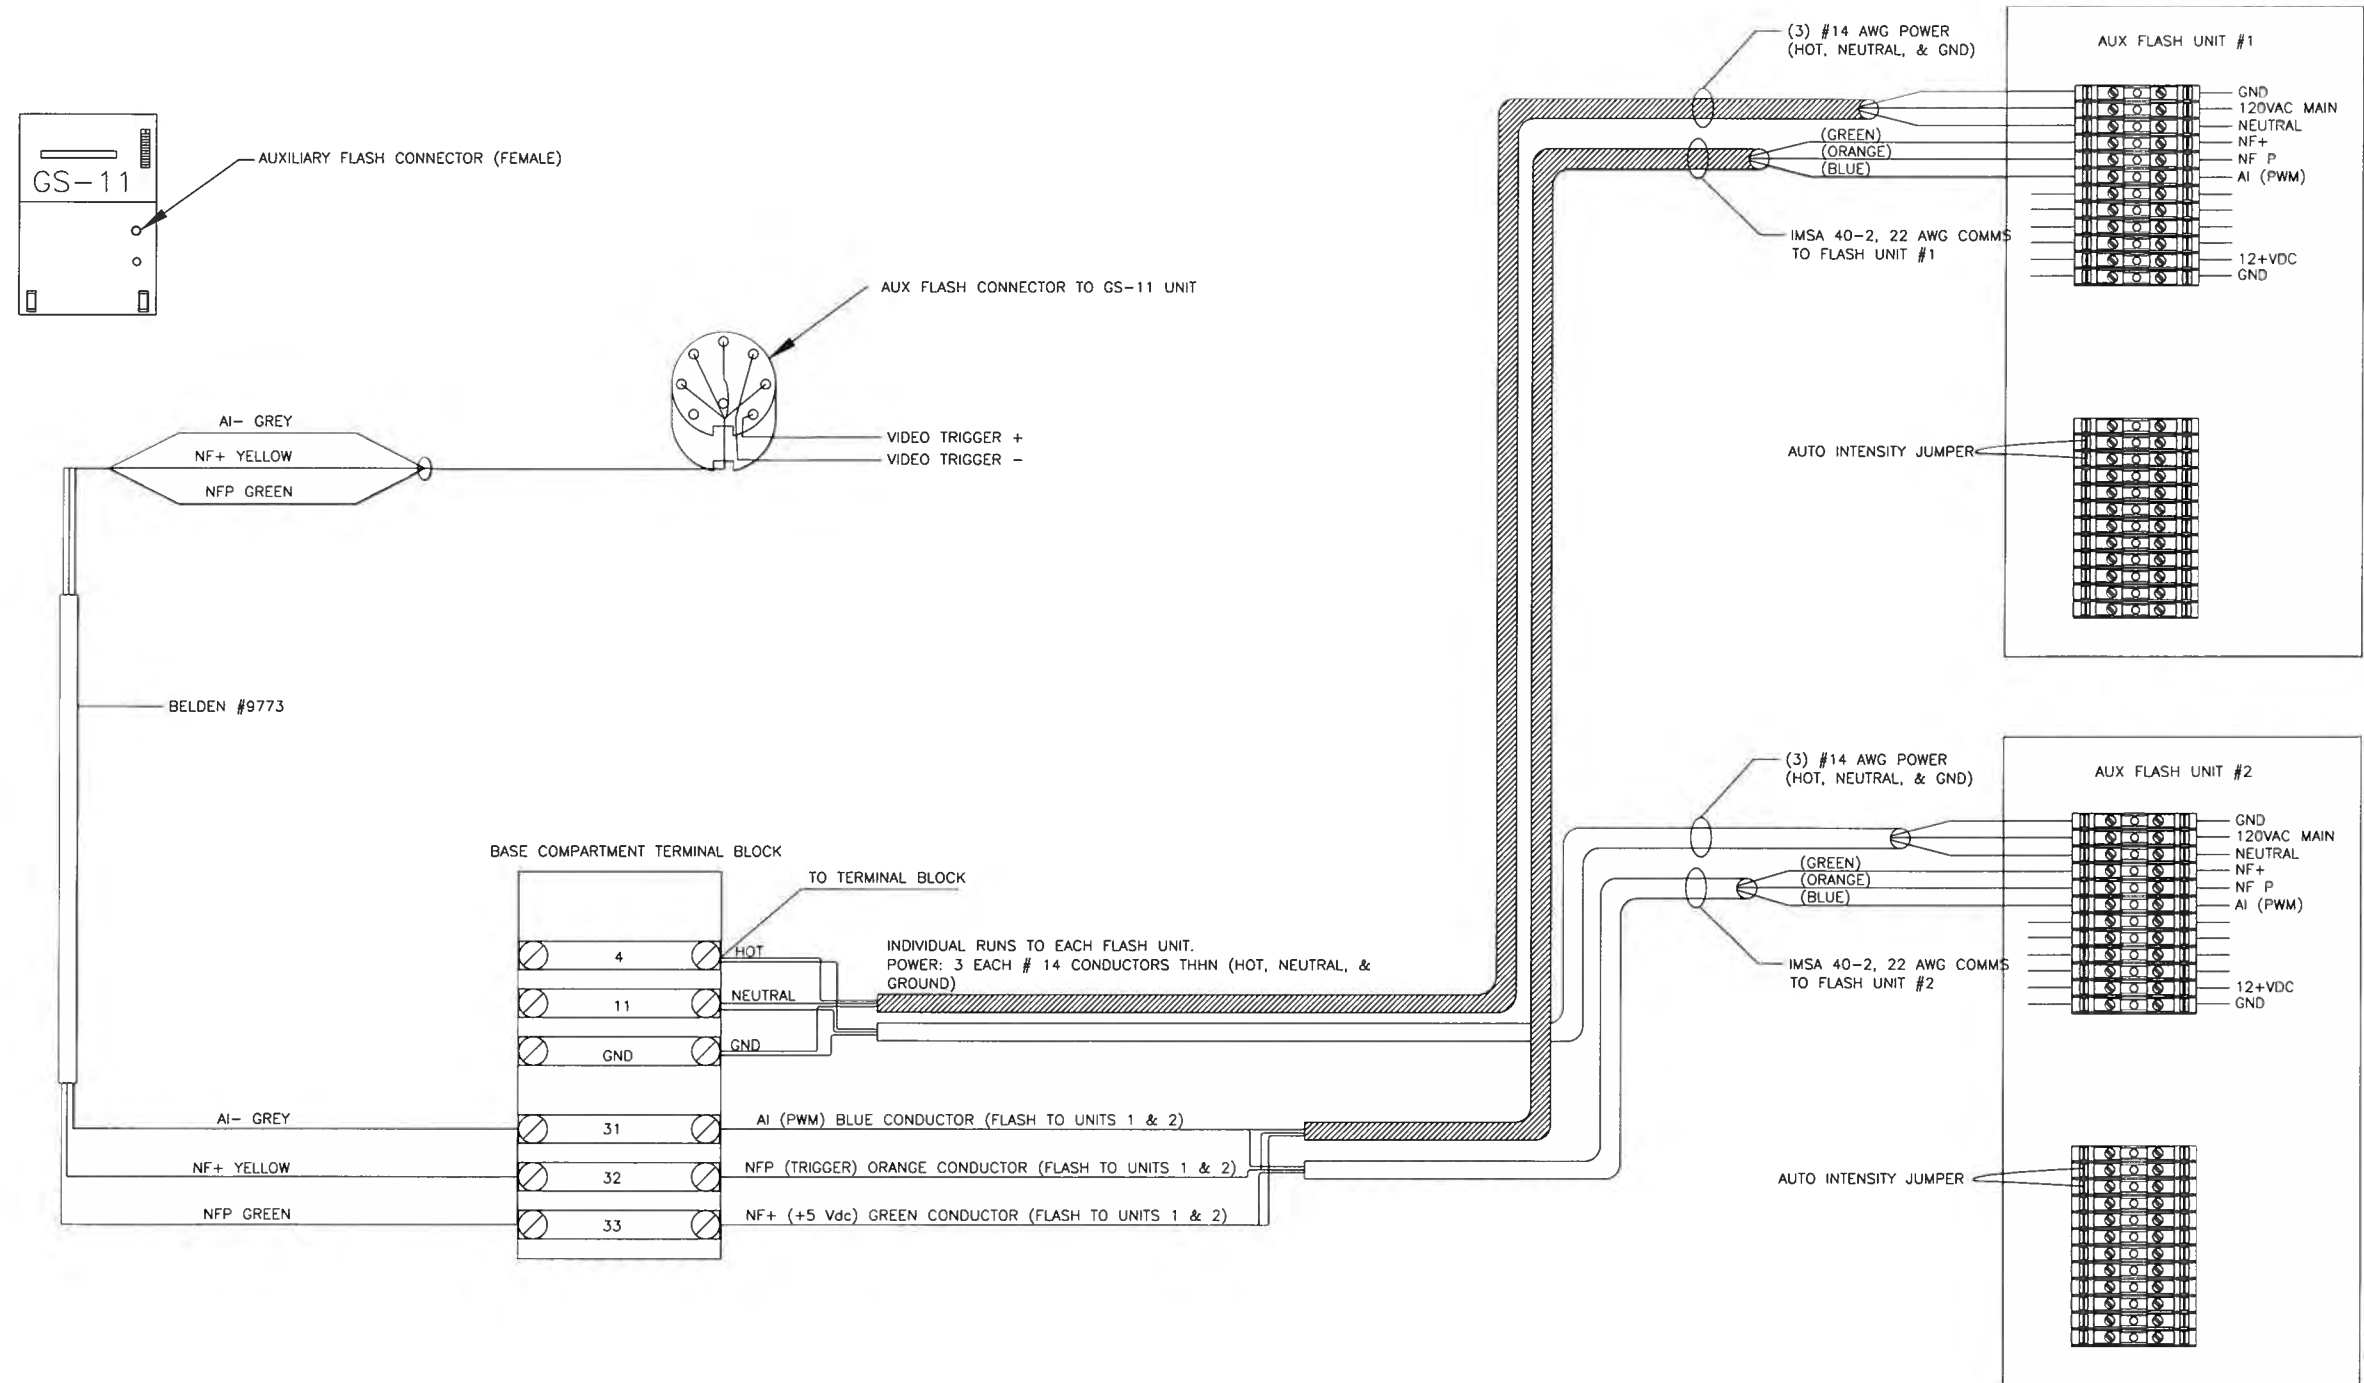 GS-11
AUXILIARY FLASH CONNECTOR (FEMALE)
AUX FLASH CONNECTOR TO GS-11 UNIT
VIDEO TRIGGER +
VIDEO TRIGGER -
AI- GREY
NF+ YELLOW
NFP GREEN
BELDEN #9773
BASE COMPARTMENT TERMINAL BLOCK
TO TERMINAL BLOCK
4
HOT
11
NEUTRAL
GND
GND
INDIVIDUAL RUNS TO EACH FLASH UNIT.
POWER: 3 EACH # 14 CONDUCTORS THHN (HOT, NEUTRAL, &
GROUND)
AI- GREY
31
AI (PWM) BLUE CONDUCTOR (FLASH TO UNITS 1 & 2)
NF+ YELLOW
32
NFP (TRIGGER) ORANGE CONDUCTOR (FLASH TO UNITS 1 & 2)
NFP GREEN
33
NF+ (+5 Vdc) GREEN CONDUCTOR (FLASH TO UNITS 1 & 2)
(3) #14 AWG POWER
(HOT, NEUTRAL, & GND)
AUX FLASH UNIT #1
GND
120VAC MAIN
NEUTRAL
(GREEN)
NF+
(ORANGE)
NF P
(BLUE)
AI (PWM)
IMSA 40-2, 22 AWG COMMS
TO FLASH UNIT #1
12+VDC
GND
AUTO INTENSITY JUMPER
(3) #14 AWG POWER
(HOT, NEUTRAL, & GND)
AUX FLASH UNIT #2
GND
120VAC MAIN
NEUTRAL
(GREEN)
NF+
(ORANGE)
NF P
(BLUE)
AI (PWM)
IMSA 40-2, 22 AWG COMMS
TO FLASH UNIT #2
12+VDC
GND
AUTO INTENSITY JUMPER